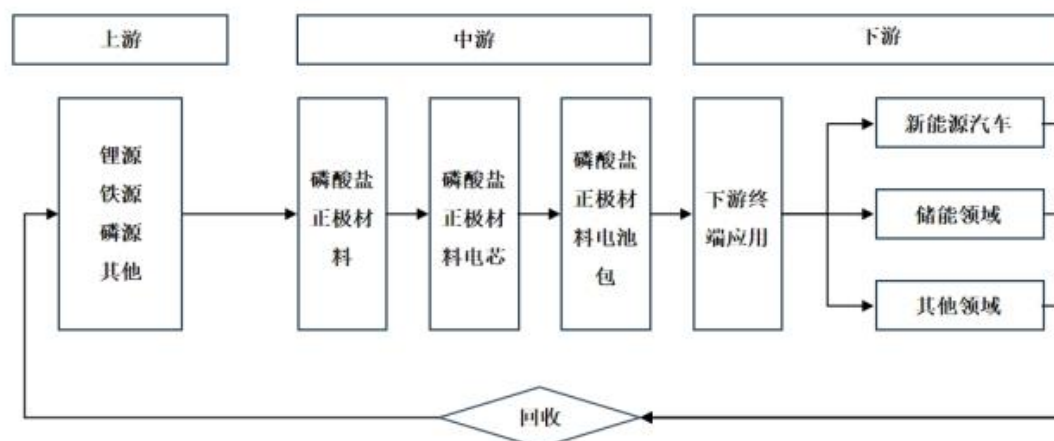 上游
中游
下游
锂源
铁源
磷源
其他
磷酸盐
正极材
料
磷酸盐
正极材
料电芯
磷酸盐
正极材
料电池
包
下游终
端应用
新能源汽车
储能领域
其他领域
回收